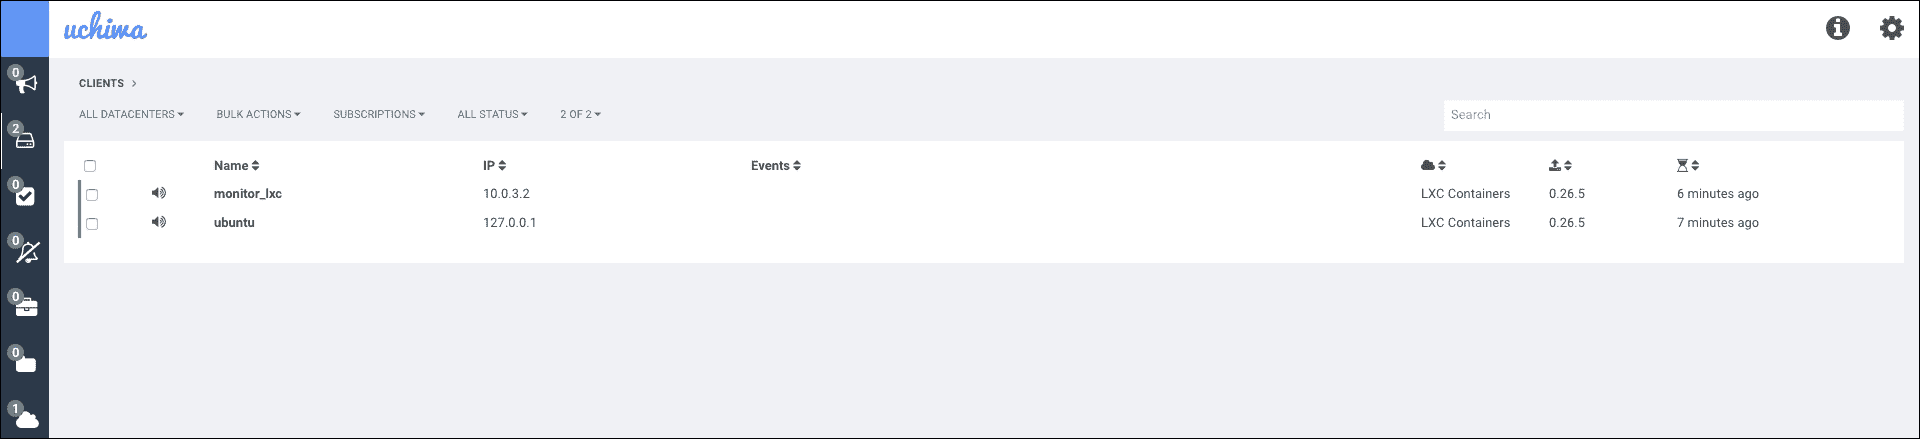 uchiwa
0
2
0
0
0
0
1
CLIENTS
ALL DATACENTERS BULK ACTIONS SUBSCRIPTIONS ALL STATUS 2 OF 2 Search
Name IP Events
monitor_lxc 10.0.3.2 LXC Containers 0.26.5 6 minutes ago
ubuntu 127.0.0.1 LXC Containers 0.26.5 7 minutes ago